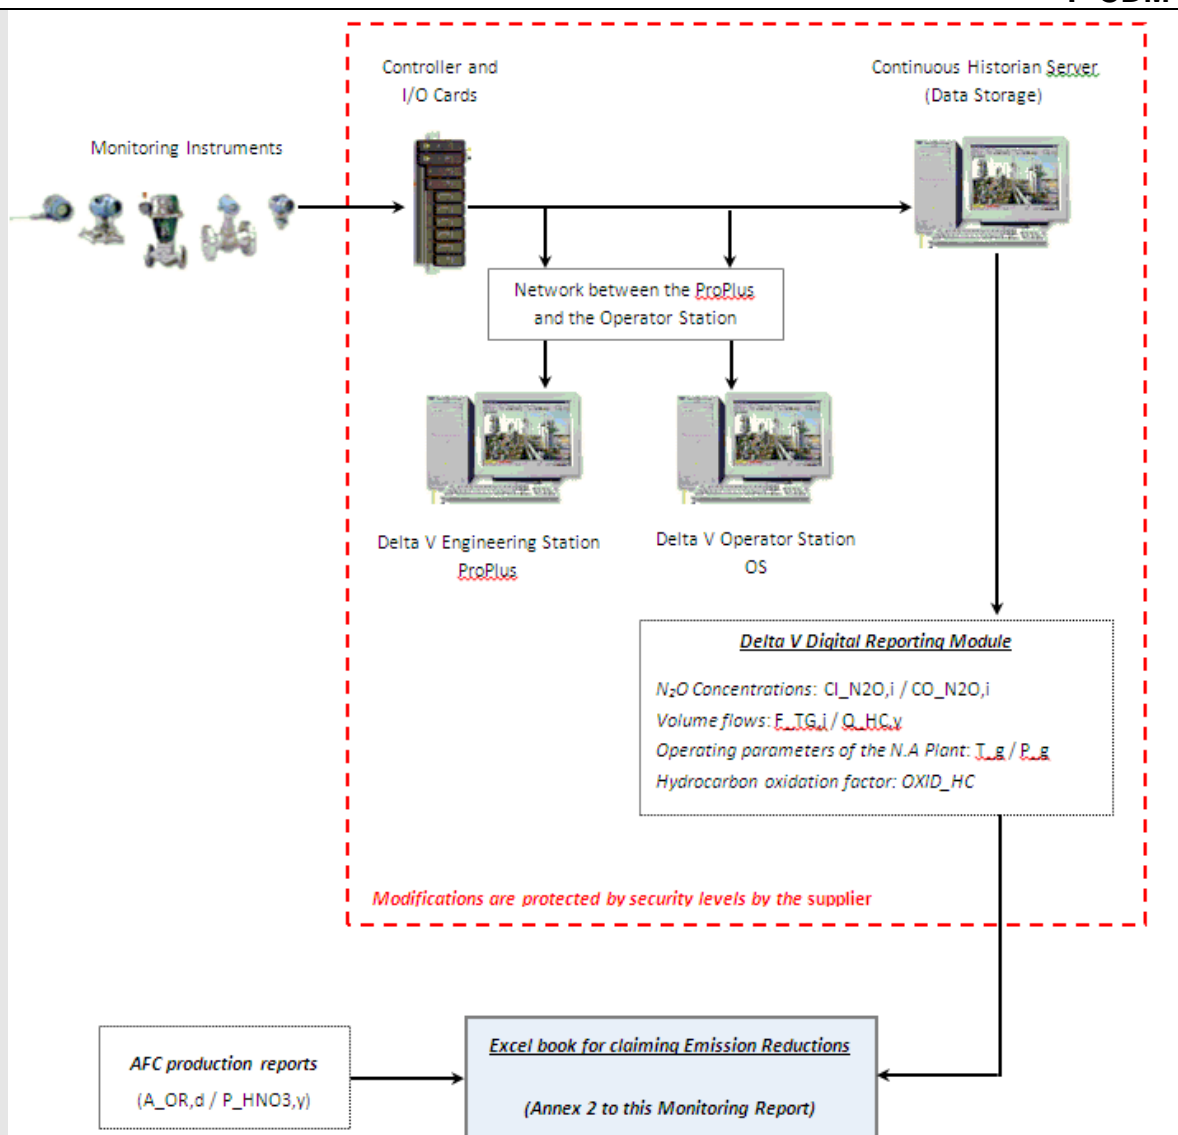 Controller and
I/O Cards
Continuous Historian Server
(Data Storage)
Monitoring Instruments
Network between the ProPlus
and the Operator Station
Delta V Engineering Station
ProPlus
Delta V Operator Station
OS
Delta V Digital Reporting Module
N₂O Concentrations: CI_N2O,i / CO_N2O,i
Volume flows: F_TG,i / Q_HC,y
Operating parameters of the N.A Plant: T_g / P_g
Hydrocarbon oxidation factor: OXID_HC
Modifications are protected by security levels by the supplier
AFC production reports
(A_OR,d / P_HNO3,y)
Excel book for claiming Emission Reductions
(Annex 2 to this Monitoring Report)